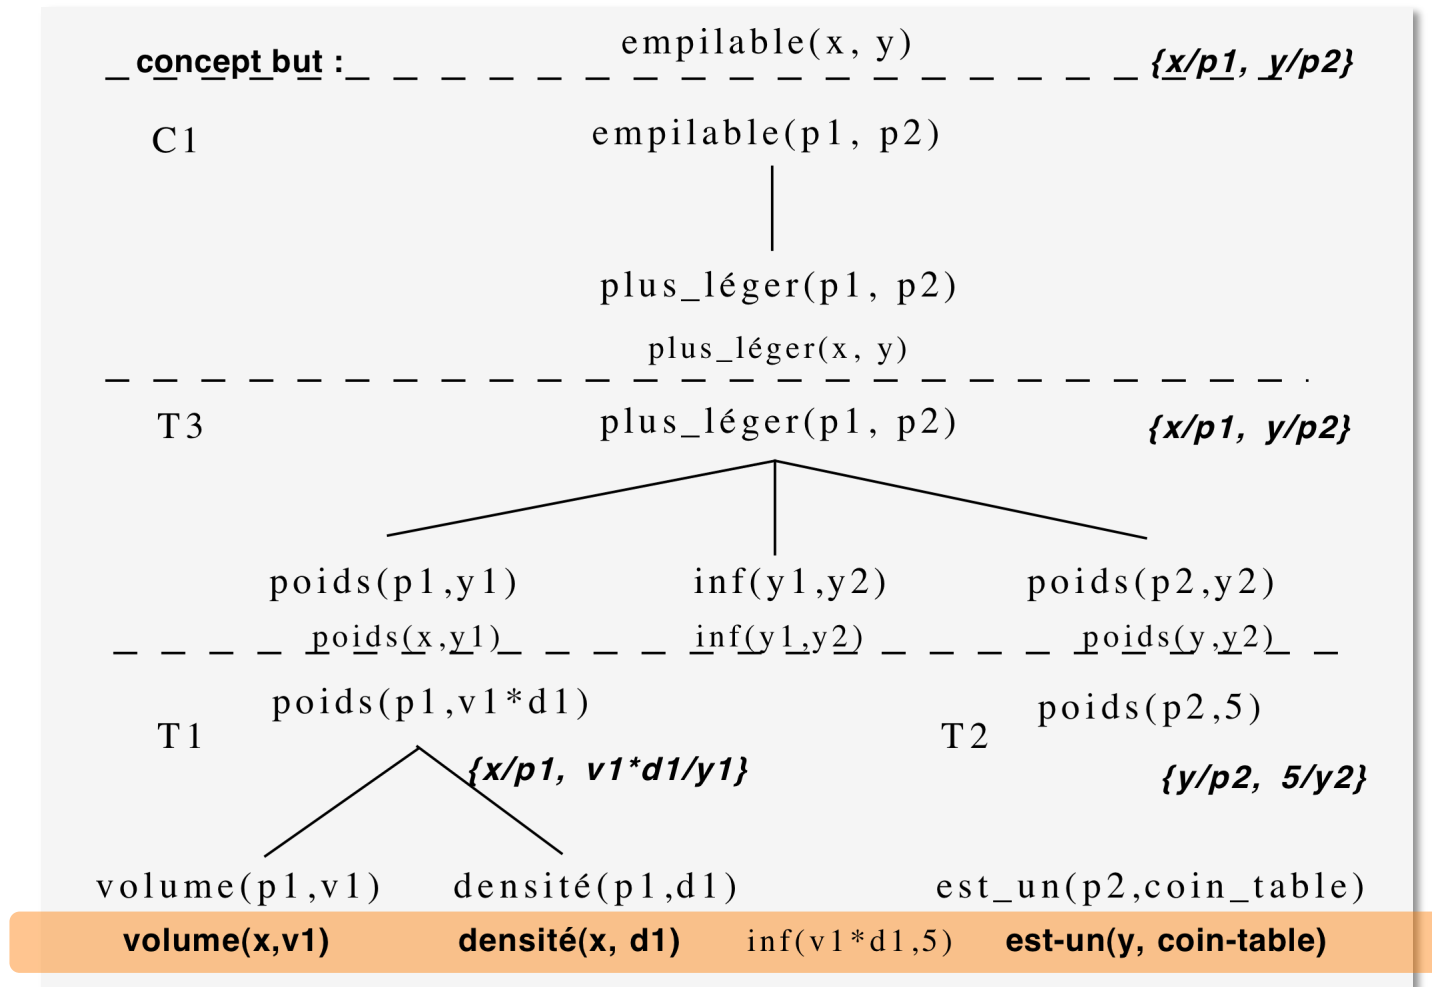 concept but : empilable(x, y) {x/p1, y/p2}
C1 empilable(p1, p2)
plus_léger(p1, p2)
plus_léger(x, y)
T3 plus_léger(p1, p2) {x/p1, y/p2}
poids(p1,y1) inf(y1,y2) poids(p2,y2)
poids(x,y1) inf(y1,y2) poids(y,y2)
T1 poids(p1,v1*d1) T2 poids(p2,5)
{x/p1, v1*d1/y1} {y/p2, 5/y2}
volume(p1,v1) densité(p1,d1) est_un(p2,coin_table)
volume(x,v1) densité(x, d1) inf(v1*d1,5) est-un(y, coin-table)